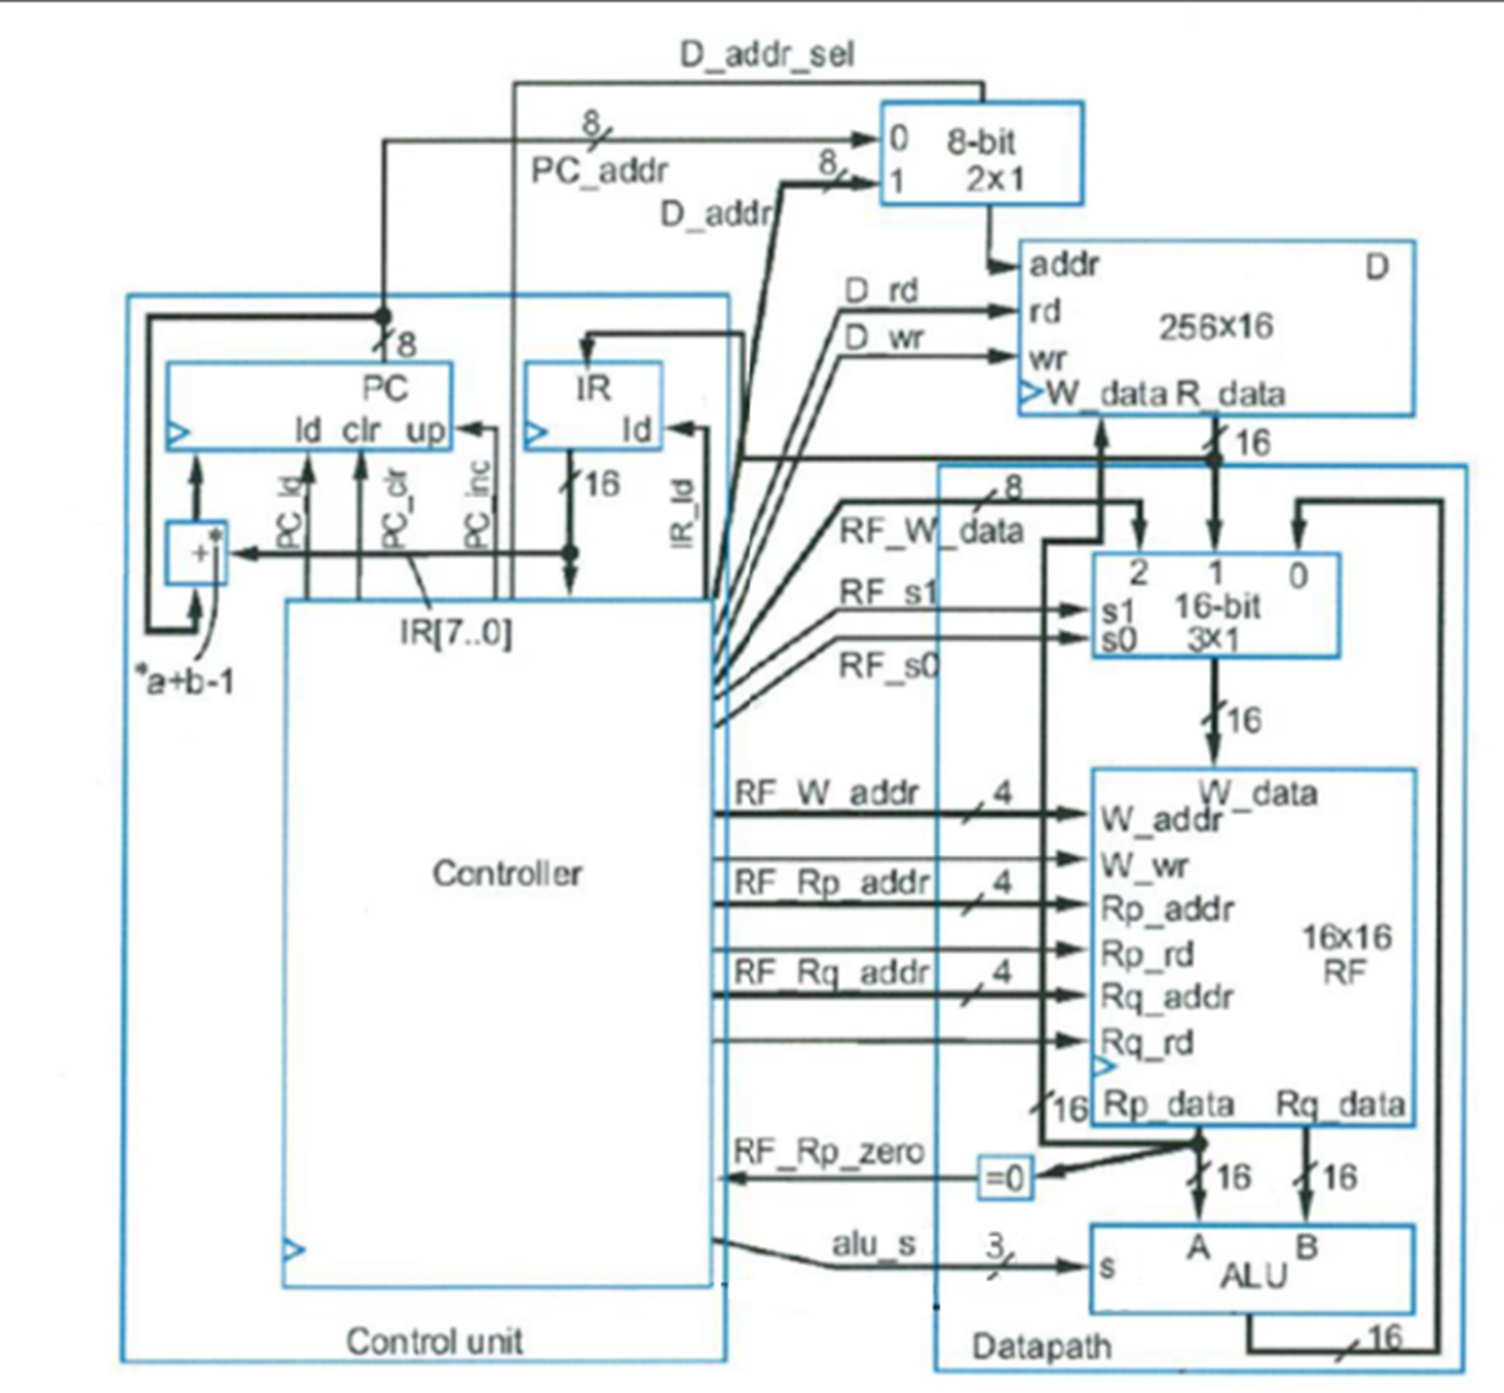 D_addr_sel
8
PC_addr
0 8-bit
1 2x1
8
D_addr
addr D
D_rd
rd
256x16
D_wr
wr
W_data R_data
8
PC
ld clr up
IR
ld
16
16
PC_ld
PC_clr
PC_inc
IR_ld
8
RF_W_data
+*
2 1 0
RF_s1
s1 16-bit
s0 3x1
IR[7..0]
RF_s0
*a+b-1
16
RF_W_addr 4
W_data
W_addr
Controller
W_wr
RF_Rp_addr 4
Rp_addr
16x16
RF
Rp_rd
RF_Rq_addr 4
Rq_addr
Rq_rd
16
Rp_data Rq_data
RF_Rp_zero
=0
16 16
alu_s 3
A B
s ALU
16
Control unit
Datapath